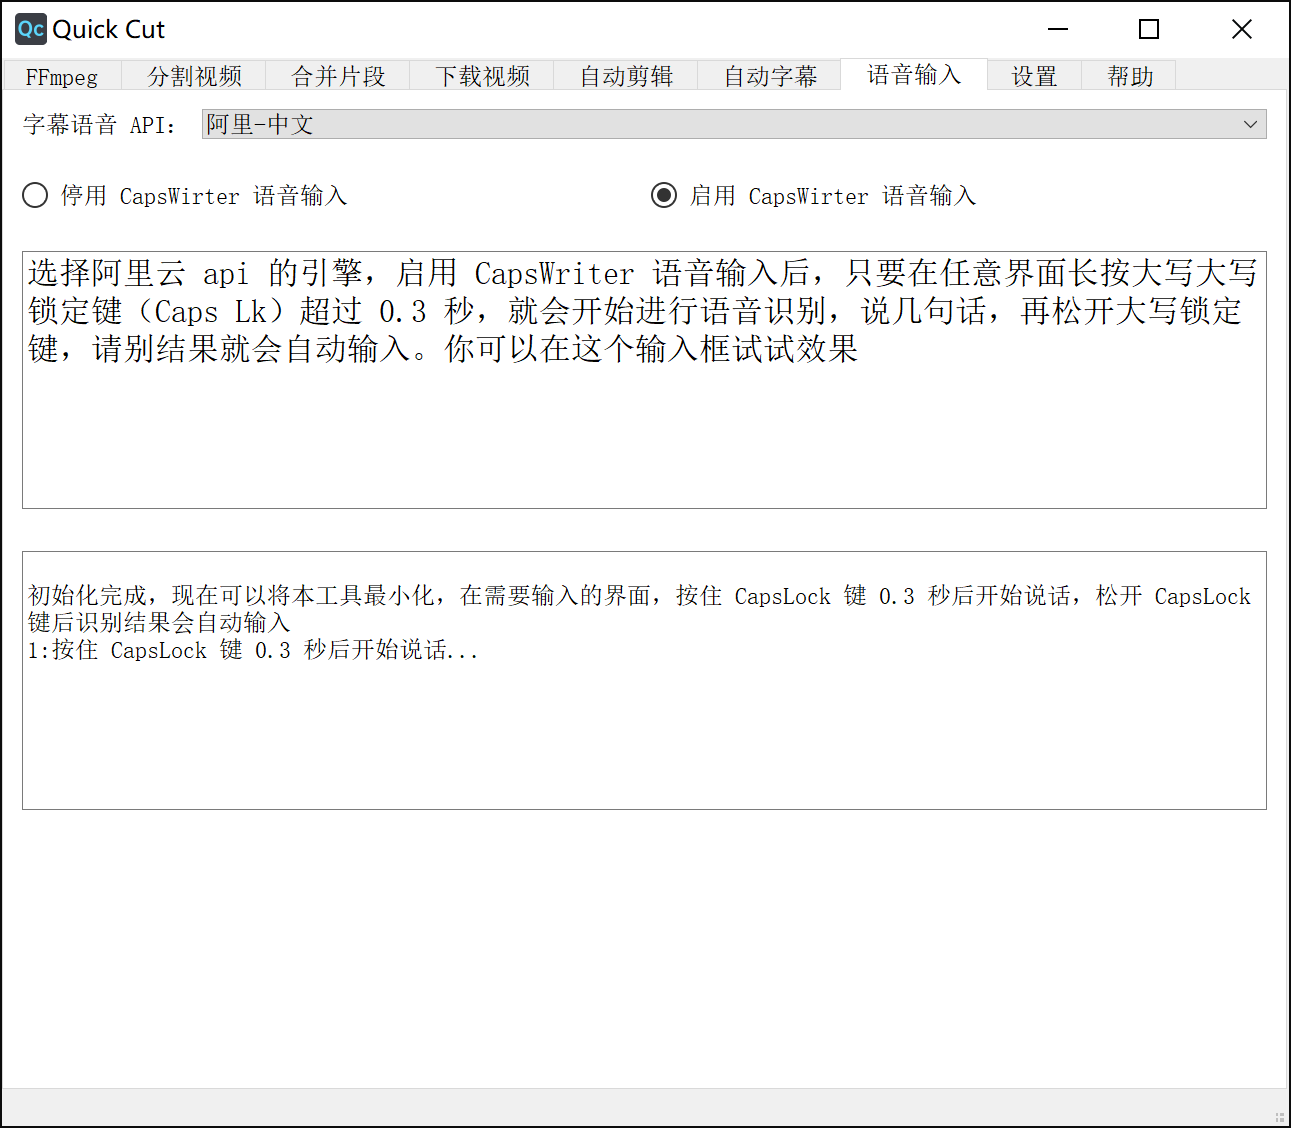 Qc Quick Cut
FFmpeg 分割视频 合并片段 下载视频 自动剪辑 自动字幕 语音输入 设置 帮助
字幕语音 API: 阿里-中文
停用 CapsWirter 语音输入 启用 CapsWirter 语音输入
选择阿里云 api 的引擎，启用 CapsWriter 语音输入后，只要在任意界面长按大写大写
锁定键（Caps Lk）超过 0.3 秒，就会开始进行语音识别，说几句话，再松开大写锁定
键，请别结果就会自动输入。你可以在这个输入框试试效果
初始化完成，现在可以将本工具最小化，在需要输入的界面，按住 CapsLock 键 0.3 秒后开始说话，松开 CapsLock
键后识别结果会自动输入
1:按住 CapsLock 键 0.3 秒后开始说话...